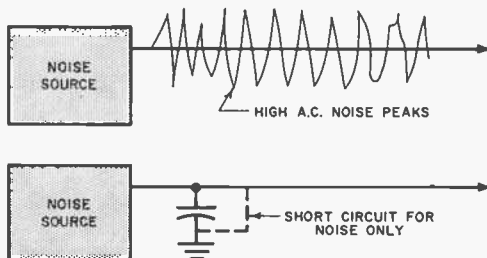 NOISE
SOURCE
HIGH A.C. NOISE PEAKS
NOISE
SOURCE
SHORT CIRCUIT FOR
NOISE ONLY